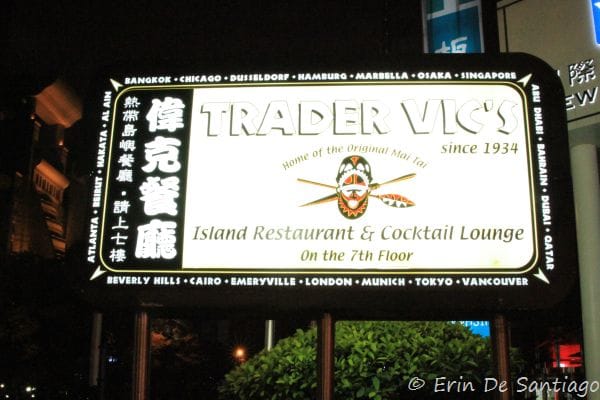 BANGKOK • CHICAGO • DUSSELDORF • HAMBURG • MARBELLA • OSAKA • SINGAPORE
ATLANTA • BEIRUT • HAKATA • AL AIN
熱帶島嶼餐廳 • 請上七樓
偉克餐廳
TRADER VIC'S
since 1934
Home of the Original Mai Tai
Island Restaurant & Cocktail Lounge
On the 7th Floor
ABU DHABI • BAHRAIN • DUBAI • QATAR
BEVERLY HILLS • CAIRO • EMERYVILLE • LONDON • MUNICH • TOKYO • VANCOUVER
際
EW
© Erin De Santiago